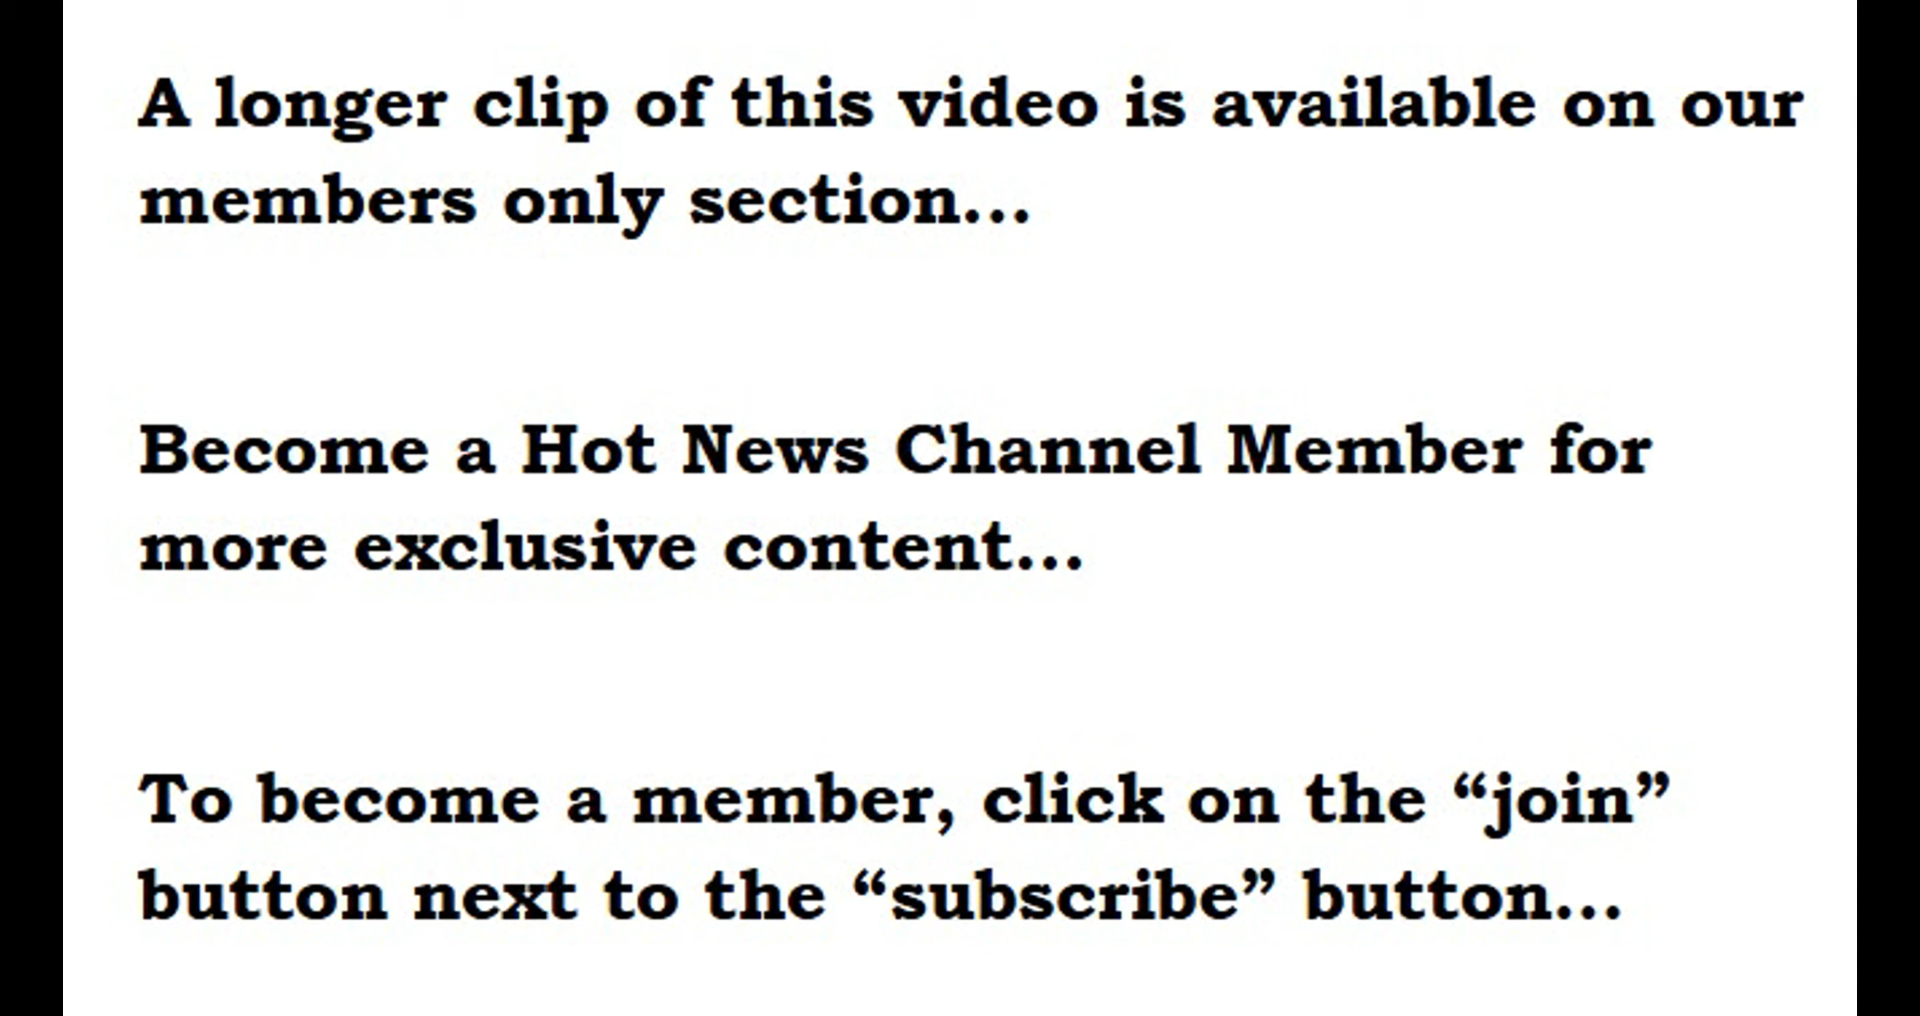 A longer clip of this video is available on our
members only section...
Become a Hot News Channel Member for
more exclusive content...
To become a member, click on the “join”
button next to the “subscribe” button...